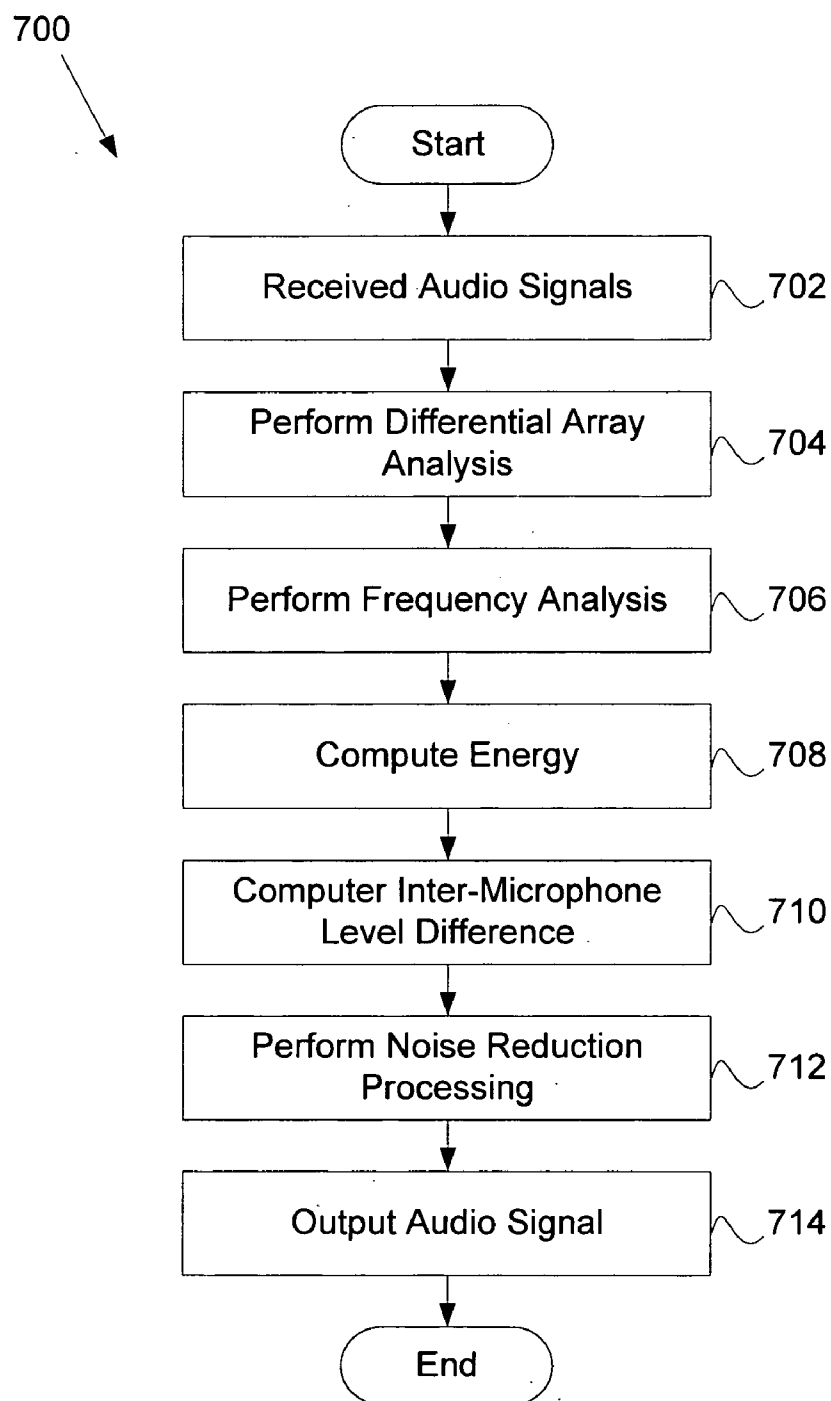 700
Start
Received Audio Signals
702
Perform Differential Array
Analysis
704
Perform Frequency Analysis
706
Compute Energy
708
Computer Inter-Microphone
Level Difference
710
Perform Noise Reduction
Processing
712
Output Audio Signal
714
End